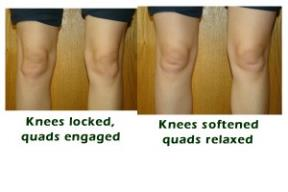 Knees locked,
quads engaged
Knees softened
quads relaxed